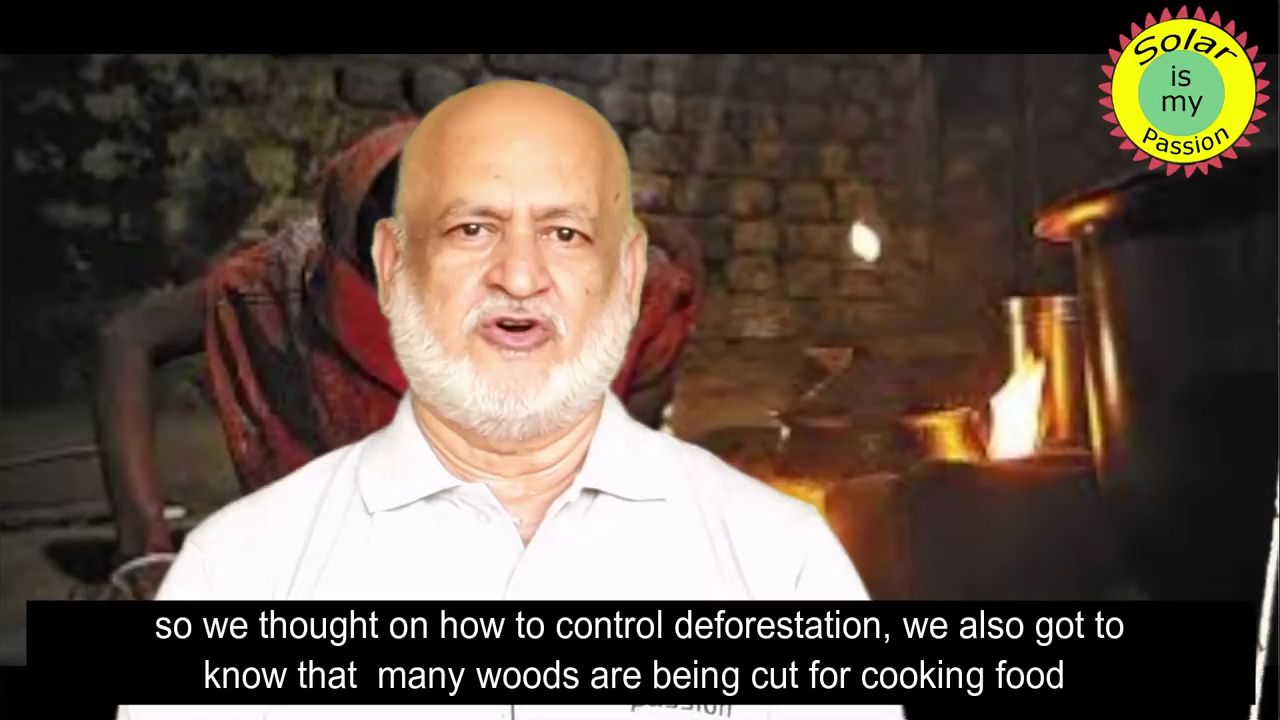 Solar
is
my
Passion
so we thought on how to control deforestation, we also got to
know that  many woods are being cut for cooking food